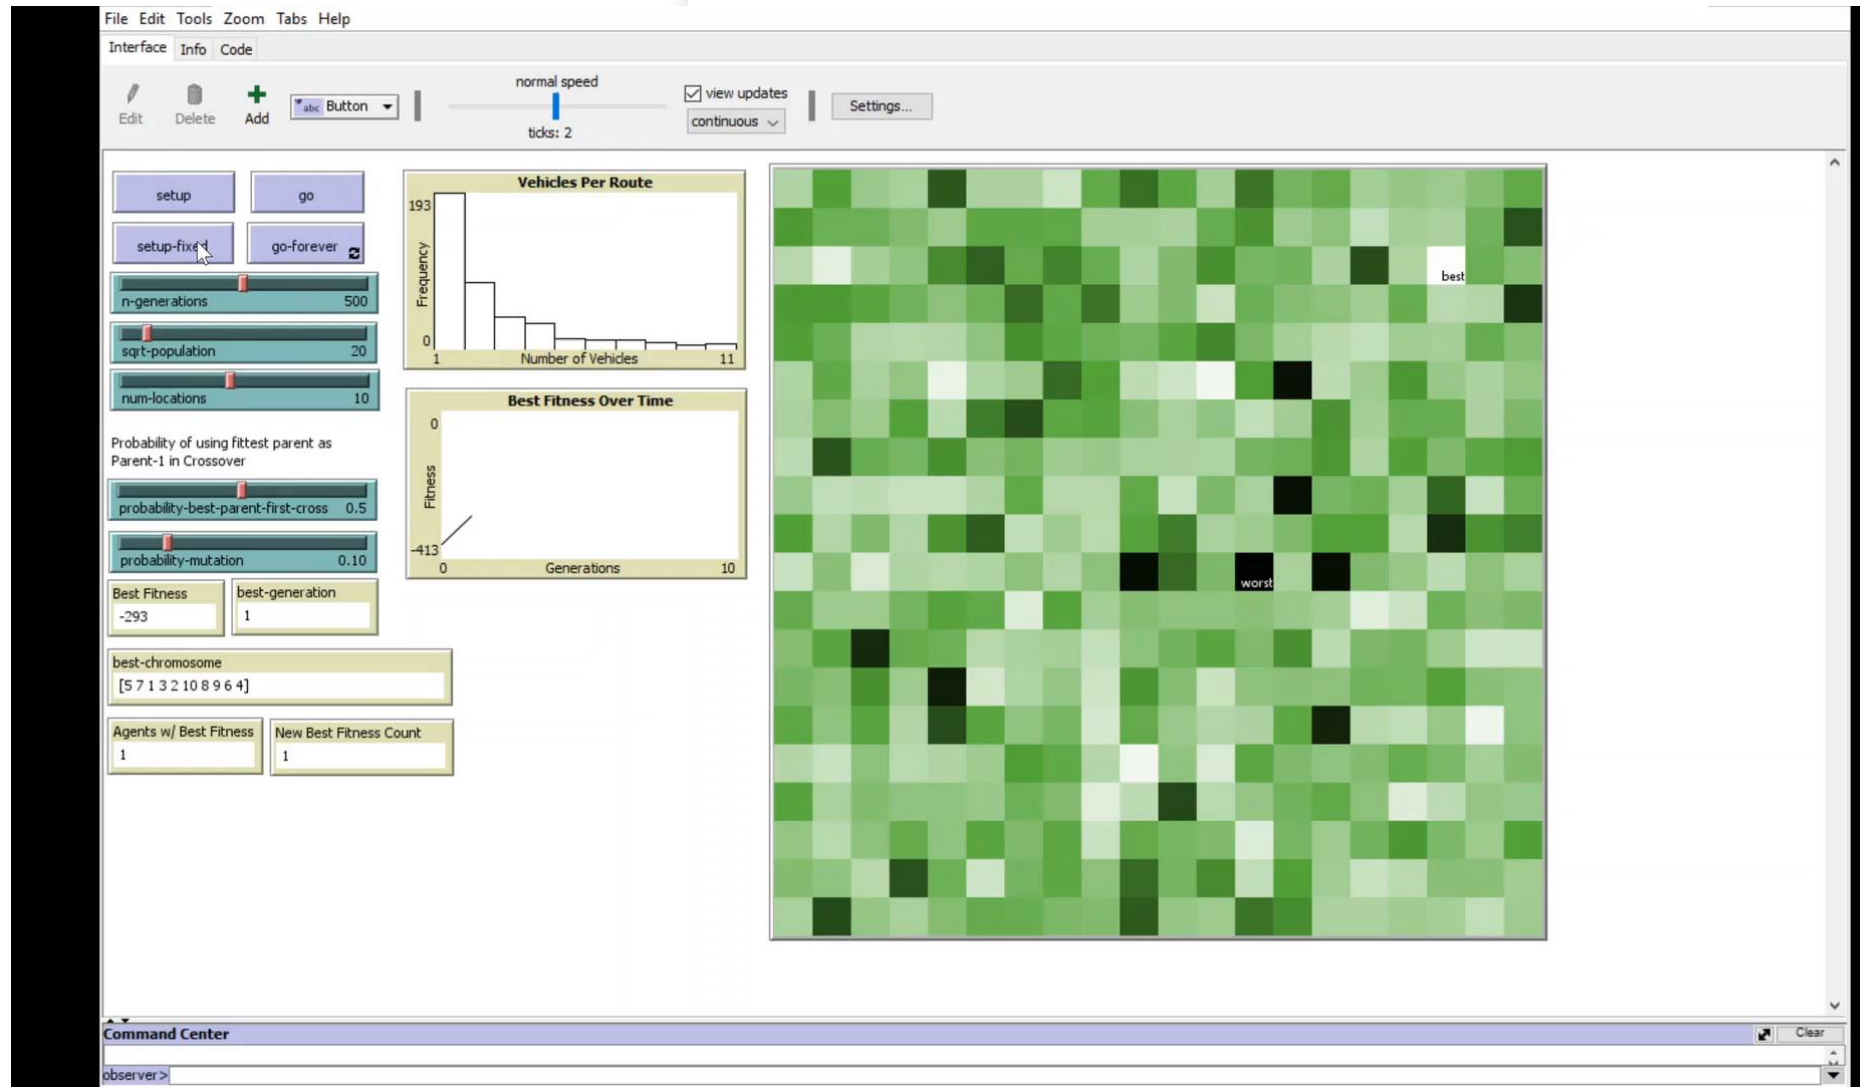 File Edit Tools Zoom Tabs Help
Interface Info Code
normal speed
Edit Delete Add abc Button
view updates
continuous
Settings...
ticks: 2
setup go
setup-fixed go-forever
n-generations 500
sqrt-population 20
num-locations 10
Probability of using fittest parent as
Parent-1 in Crossover
probability-best-parent-first-cross 0.5
probability-mutation 0.10
Best Fitness
-293
best-generation
1
best-chromosome
[5 7 1 3 2 10 8 9 6 4]
Agents w/ Best Fitness
1
New Best Fitness Count
1
Vehicles Per Route
193
Frequency
0
1 Number of Vehicles 11
Best Fitness Over Time
0
Fitness
-413
0 Generations 10
best
worst
Command Center
Clear
observer>